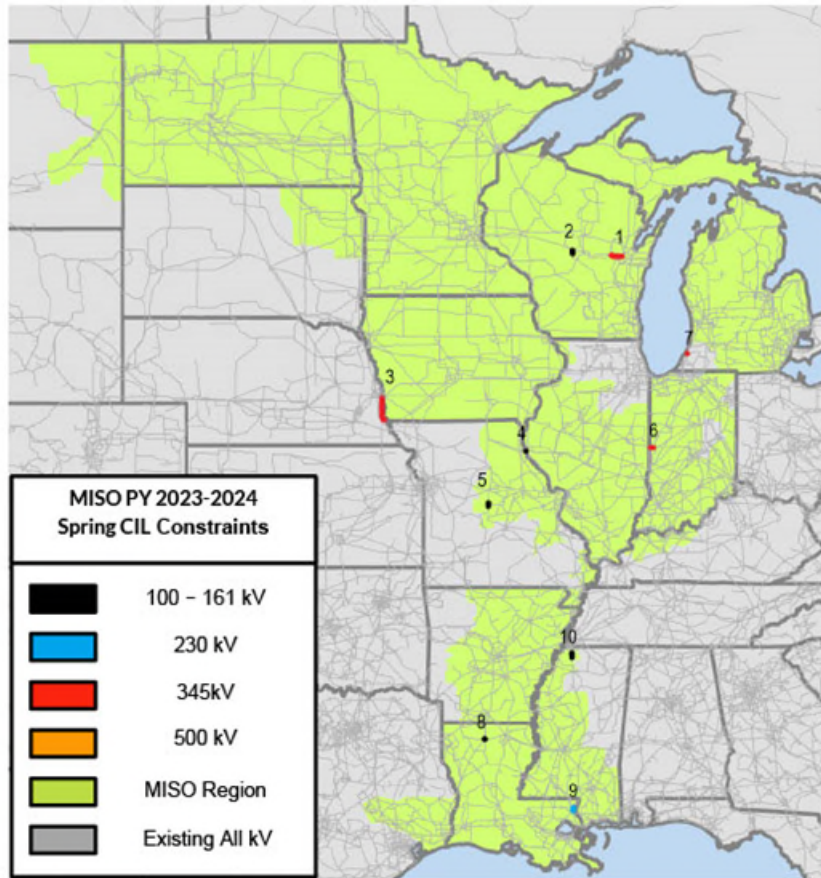 2
1
7
3
4
6
5
10
8
9
MISO PY 2023-2024
Spring CIL Constraints
100 – 161 kV
230 kV
345kV
500 kV
MISO Region
Existing All kV